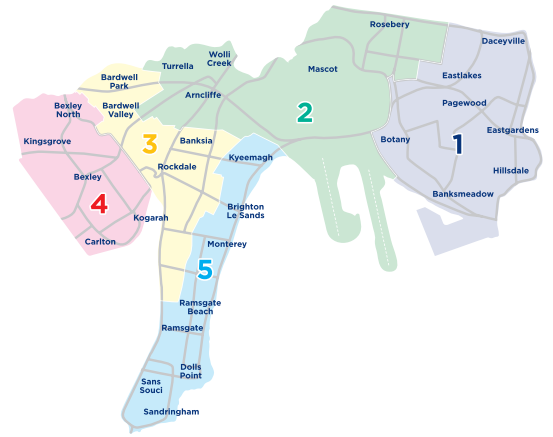 Rosebery
Daceyville
Wolli
Creek
Turrella
Mascot
Eastlakes
Bardwell
Park
Arncliffe
Pagewood
Bexley
North
Bardwell
Valley
2
Eastgardens
Kingsgrove
3
Banksia
Botany
1
Kyeemagh
Rockdale
Hillsdale
Bexley
Banksmeadow
4
Brighton
Le Sands
Kogarah
Carlton
Monterey
5
Ramsgate
Beach
Ramsgate
Dolls
Point
Sans
Souci
Sandringham